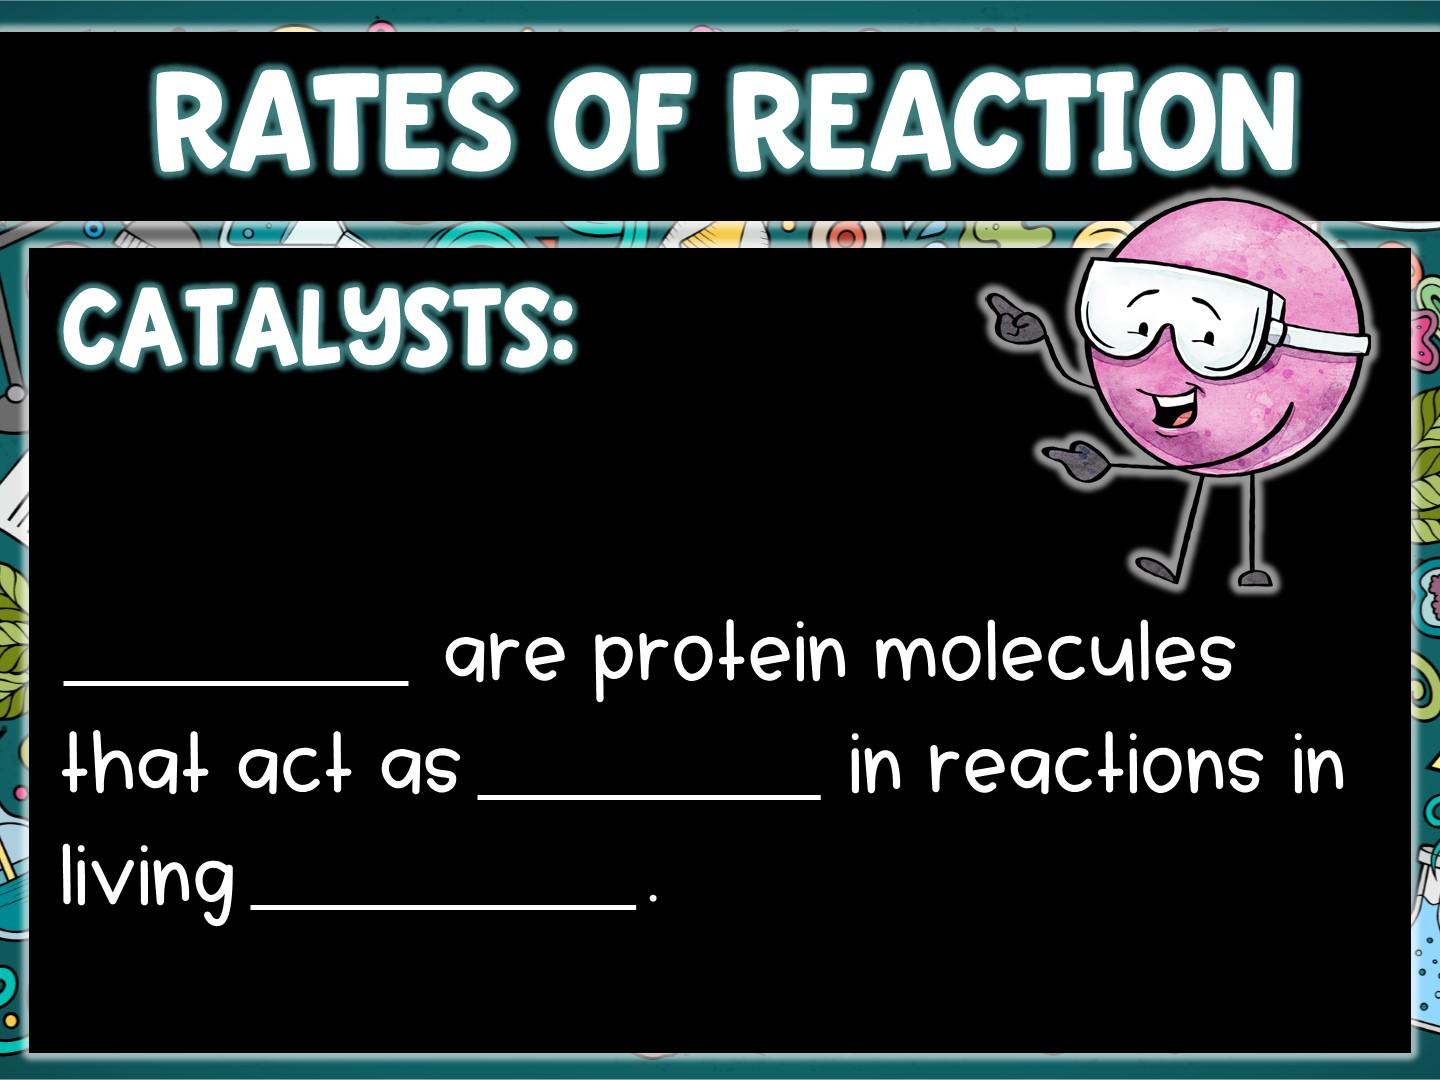 RATES OF REACTION
CATALYSTS:
__________ are protein molecules
that act as __________ in reactions in
living ___________.